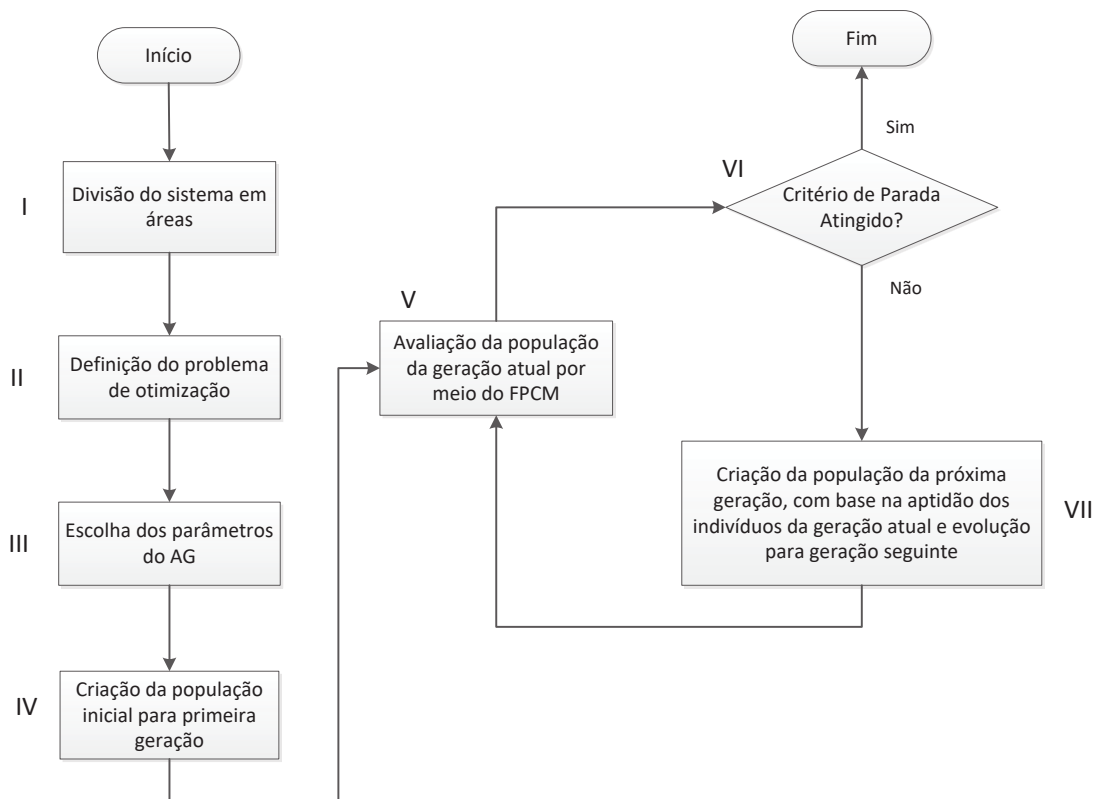 Início
I
Divisão do sistema em
áreas
II
Definição do problema
de otimização
III
Escolha dos parâmetros
do AG
IV
Criação da população
inicial para primeira
geração
V
Avaliação da população
da geração atual por
meio do FPCM
VI
Critério de Parada
Atingido?
Sim
Fim
Não
VII
Criação da população da próxima
geração, com base na aptidão dos
indivíduos da geração atual e evolução
para geração seguinte